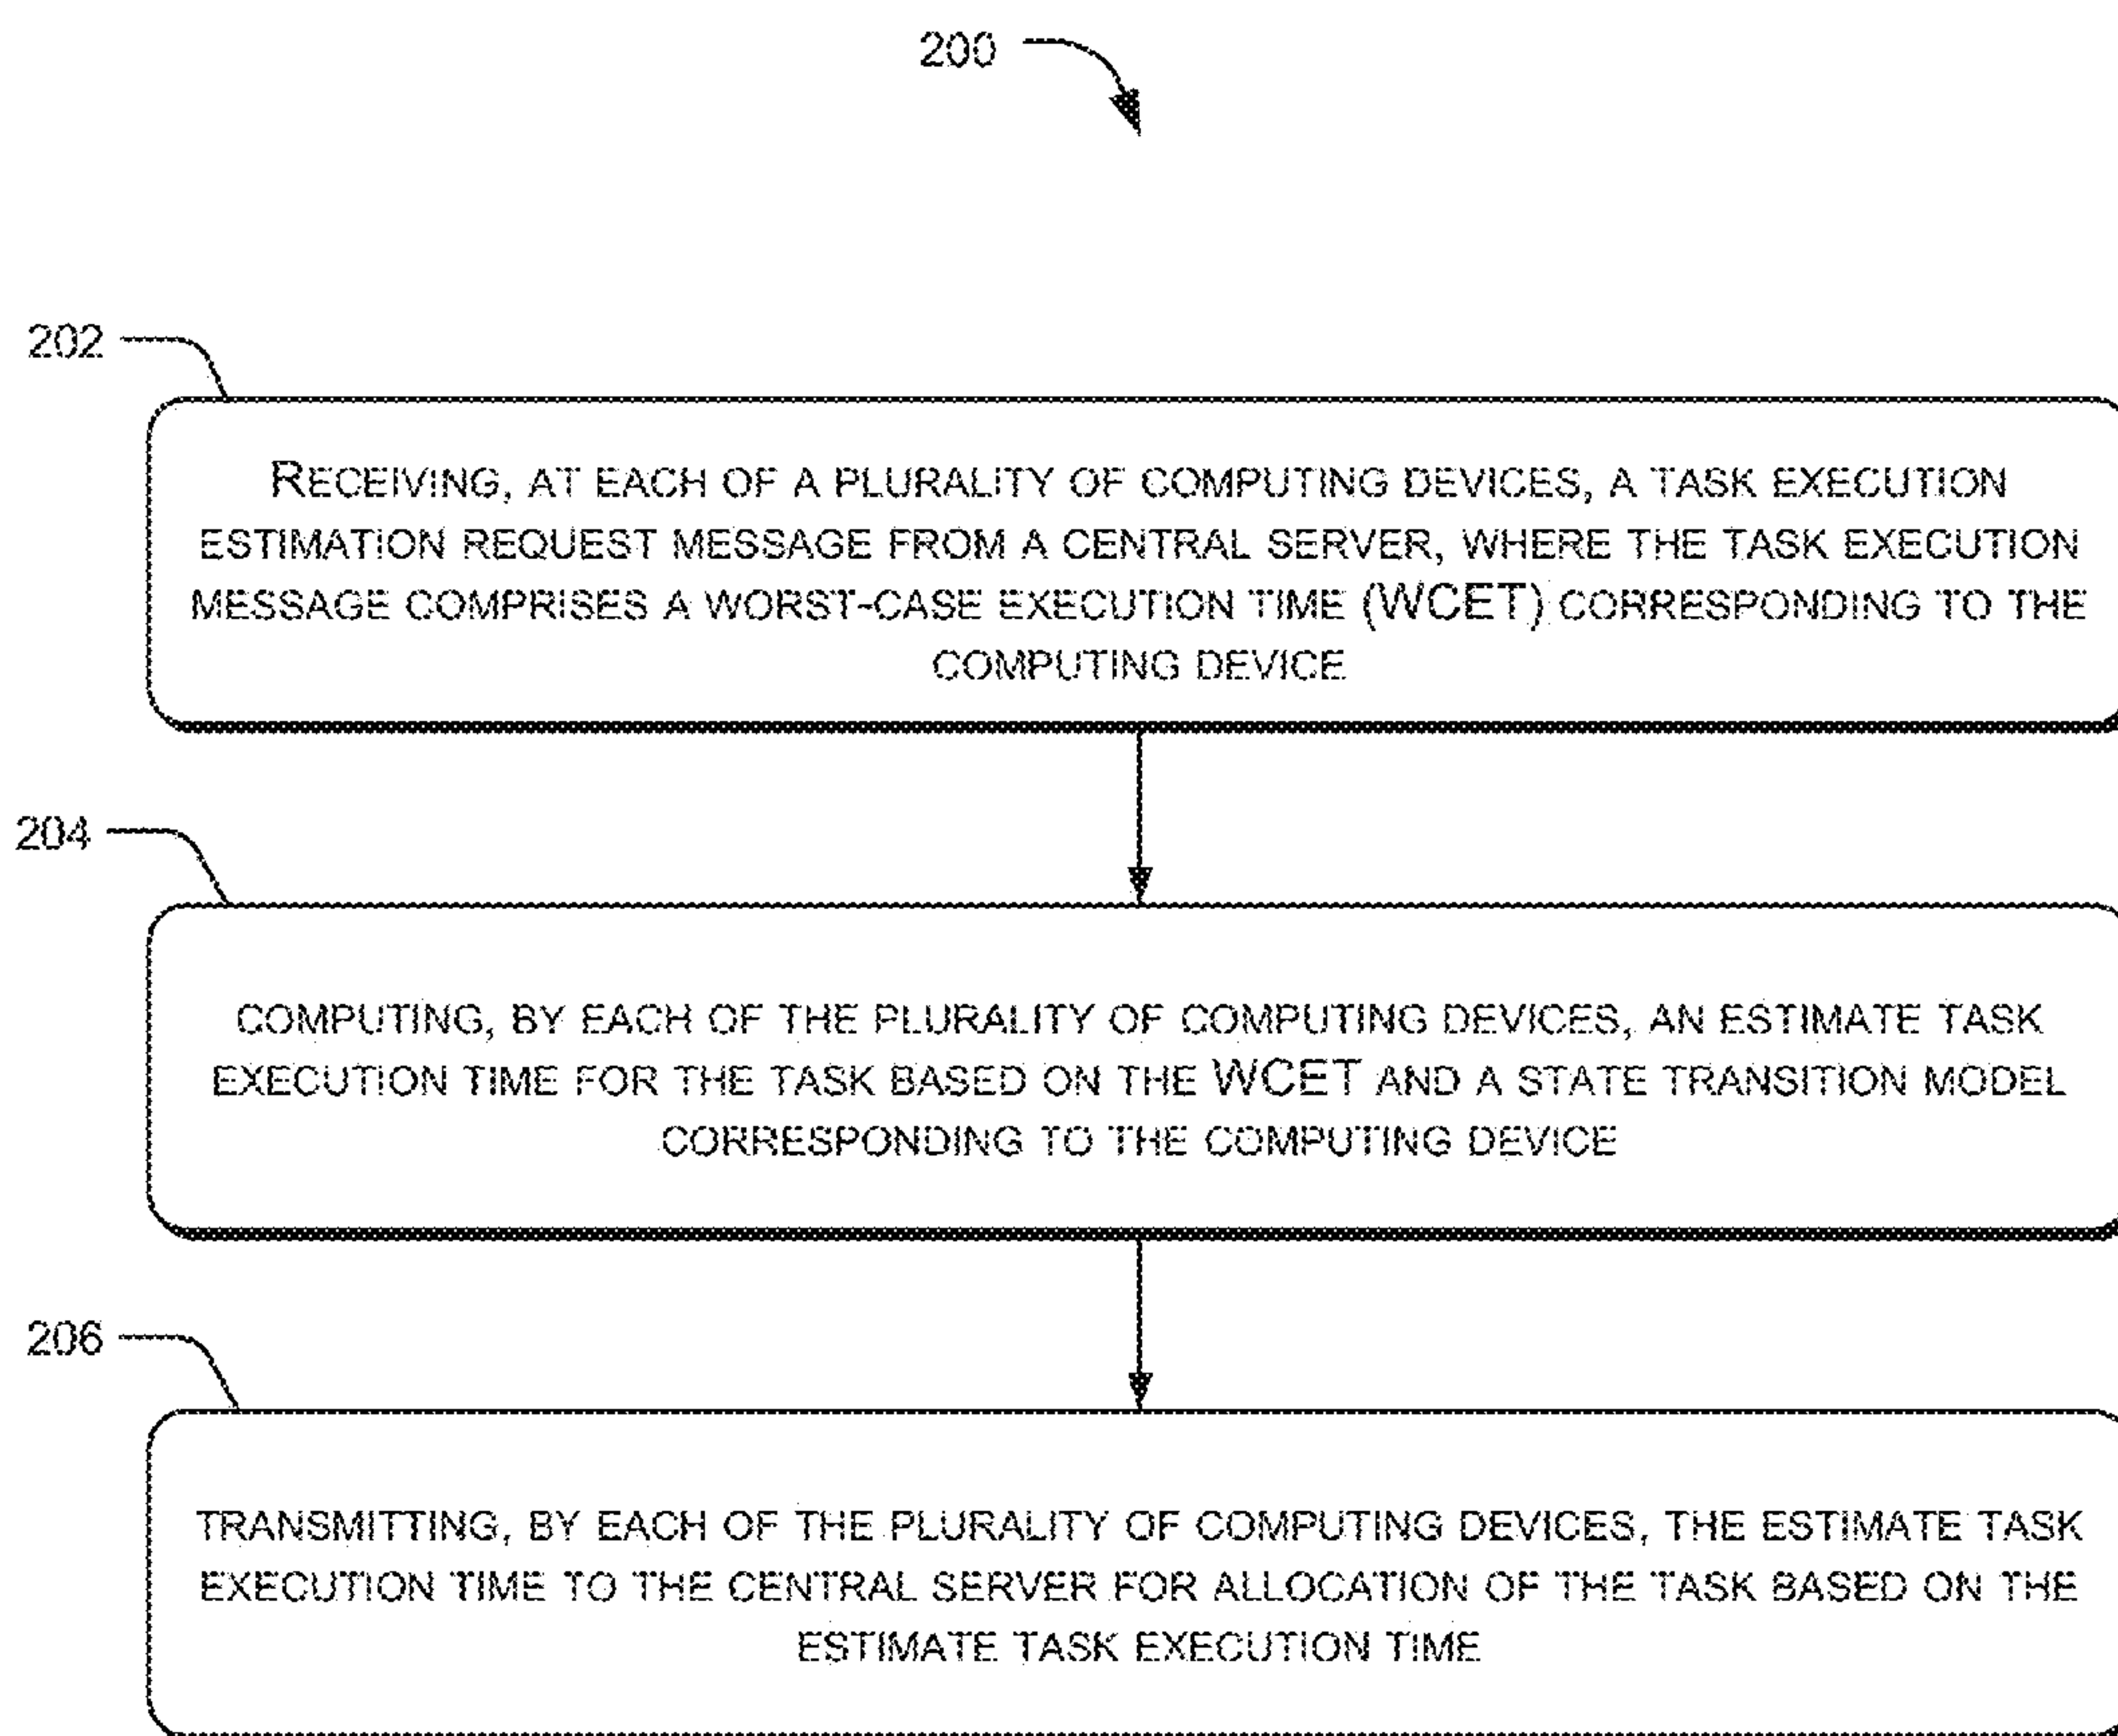 200
202
RECEIVING, AT EACH OF A PLURALITY OF COMPUTING DEVICES, A TASK EXECUTION
ESTIMATION REQUEST MESSAGE FROM A CENTRAL SERVER, WHERE THE TASK EXECUTION
MESSAGE COMPRISES A WORST-CASE EXECUTION TIME (WCET) CORRESPONDING TO THE
COMPUTING DEVICE
204
COMPUTING, BY EACH OF THE PLURALITY OF COMPUTING DEVICES, AN ESTIMATE TASK
EXECUTION TIME FOR THE TASK BASED ON THE WCET AND A STATE TRANSITION MODEL
CORRESPONDING TO THE COMPUTING DEVICE
206
TRANSMITTING, BY EACH OF THE PLURALITY OF COMPUTING DEVICES, THE ESTIMATE TASK
EXECUTION TIME TO THE CENTRAL SERVER FOR ALLOCATION OF THE TASK BASED ON THE
ESTIMATE TASK EXECUTION TIME